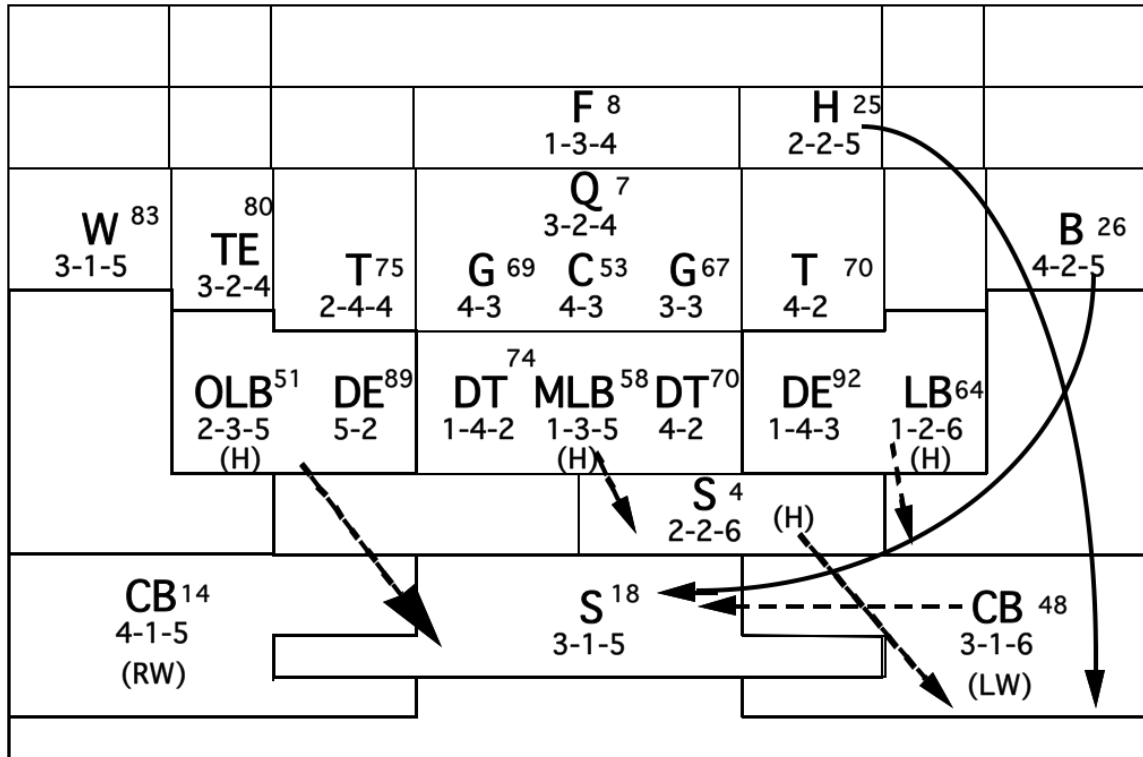 F 8
1-3-4
H 25
2-2-5
W 83
3-1-5
80
TE
3-2-4
Q 7
3-2-4
B 26
4-2-5
T 75
2-4-4
G 69
4-3
C 53
4-3
G 67
3-3
T 70
4-2
OLB 51
2-3-5
(H)
DE 89
5-2
DT 74
1-4-2
MLB 58
1-3-5
(H)
DT 70
4-2
DE 92
1-4-3
LB 64
1-2-6
(H)
S 4
2-2-6
(H)
CB 14
4-1-5
(RW)
S 18
3-1-5
CB 48
3-1-6
(LW)